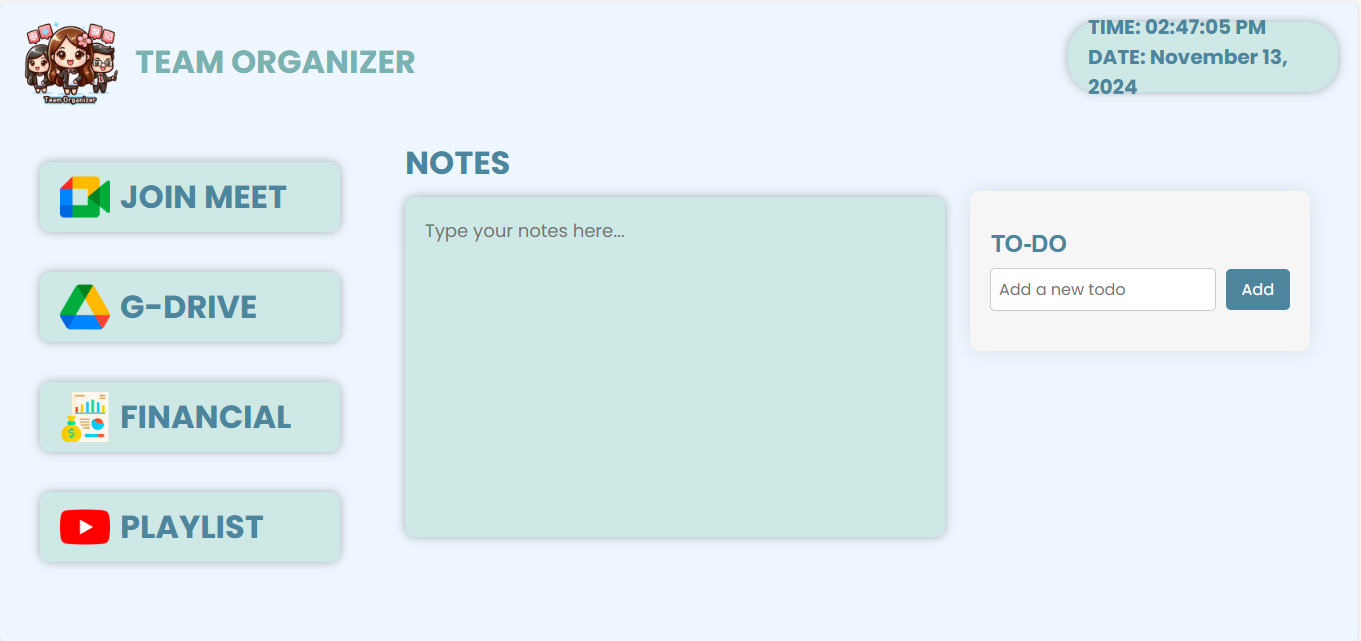 Team Organizer
TEAM ORGANIZER
TIME: 02:47:05 PM
DATE: November 13,
2024
JOIN MEET
G-DRIVE
FINANCIAL
PLAYLIST
NOTES
Type your notes here...
TO-DO
Add a new todo
Add